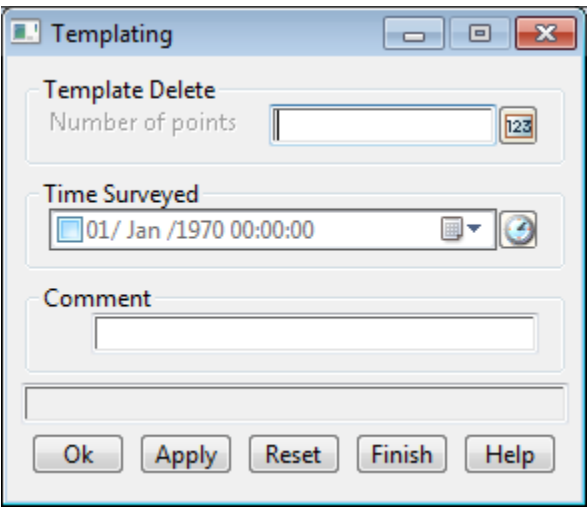 Templating
Template Delete
Number of points
123
Time Surveyed
01/ Jan /1970 00:00:00
Comment
Ok Apply Reset Finish Help